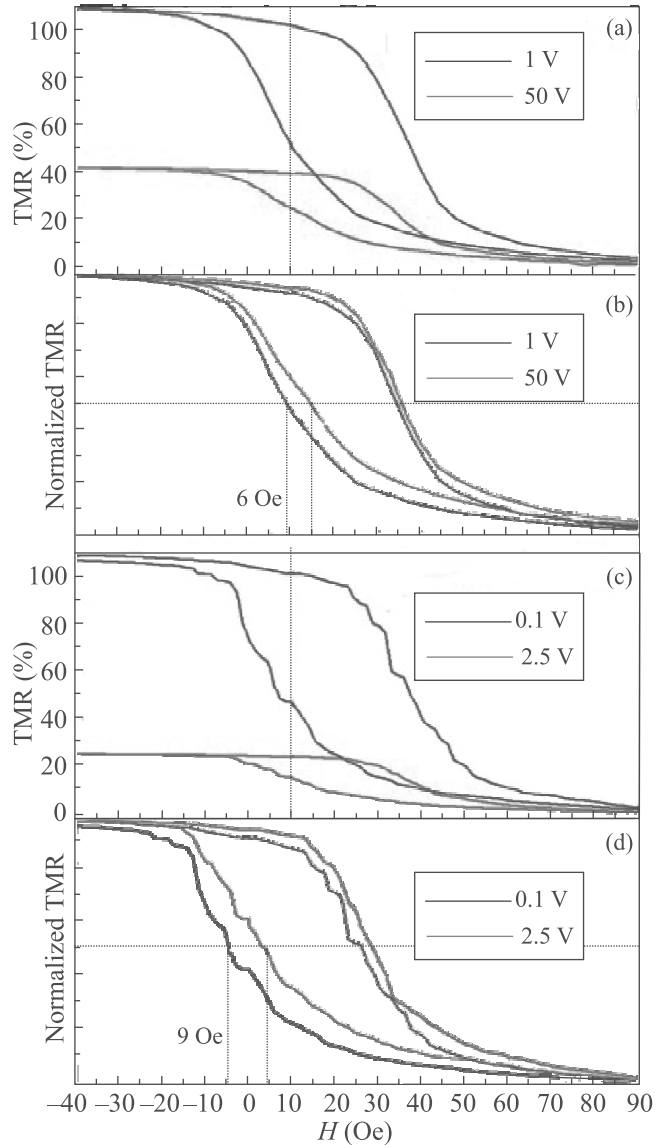 100
80
60
40
20
0
TMR (%)
(a)
1 V
50 V
Normalized TMR
(b)
1 V
50 V
6 Oe
100
80
60
40
20
0
TMR (%)
(c)
0.1 V
2.5 V
Normalized TMR
(d)
0.1 V
2.5 V
9 Oe
–40 –30 –20 –10 0 10 20 30 40 50 60 70 80 90
H (Oe)